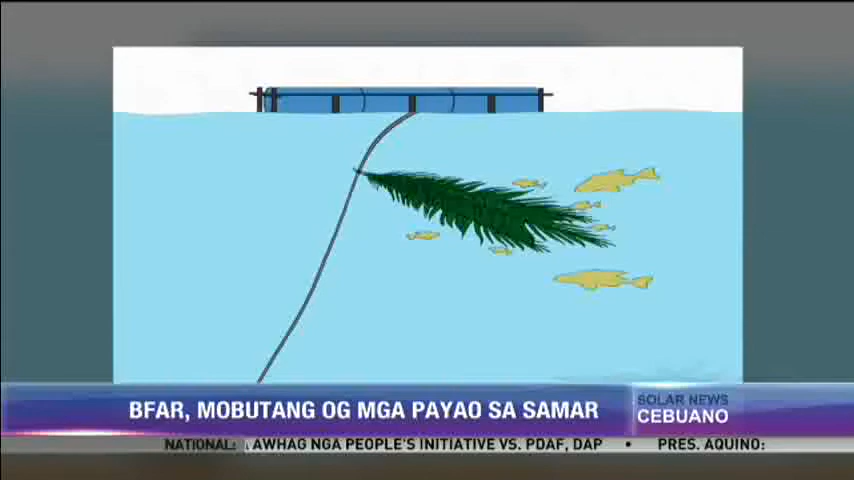 BFAR, MOBUTANG OG MGA PAYAO SA SAMAR
SOLAR NEWS
CEBUANO
NATIONAL: AWHAG NGA PEOPLE'S INITIATIVE VS. PDAF, DAP • PRES. AQUINO: